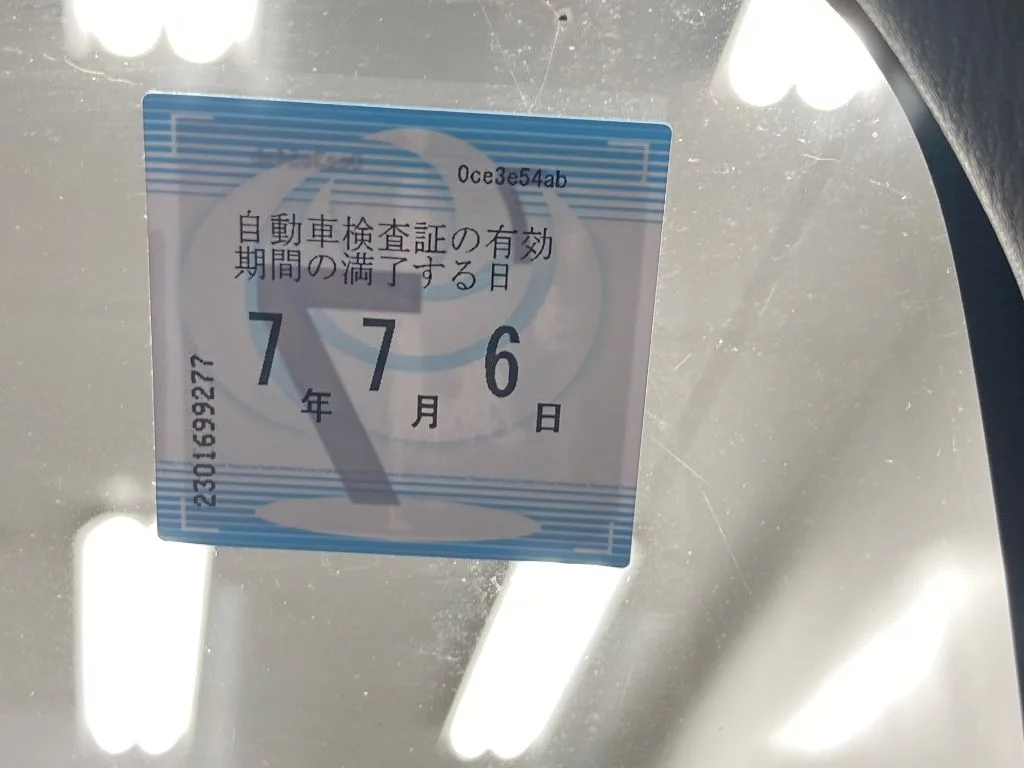 0ce3e54ab
自動車検査証の有効
期間の満了する日
7年7月6日
2301699277